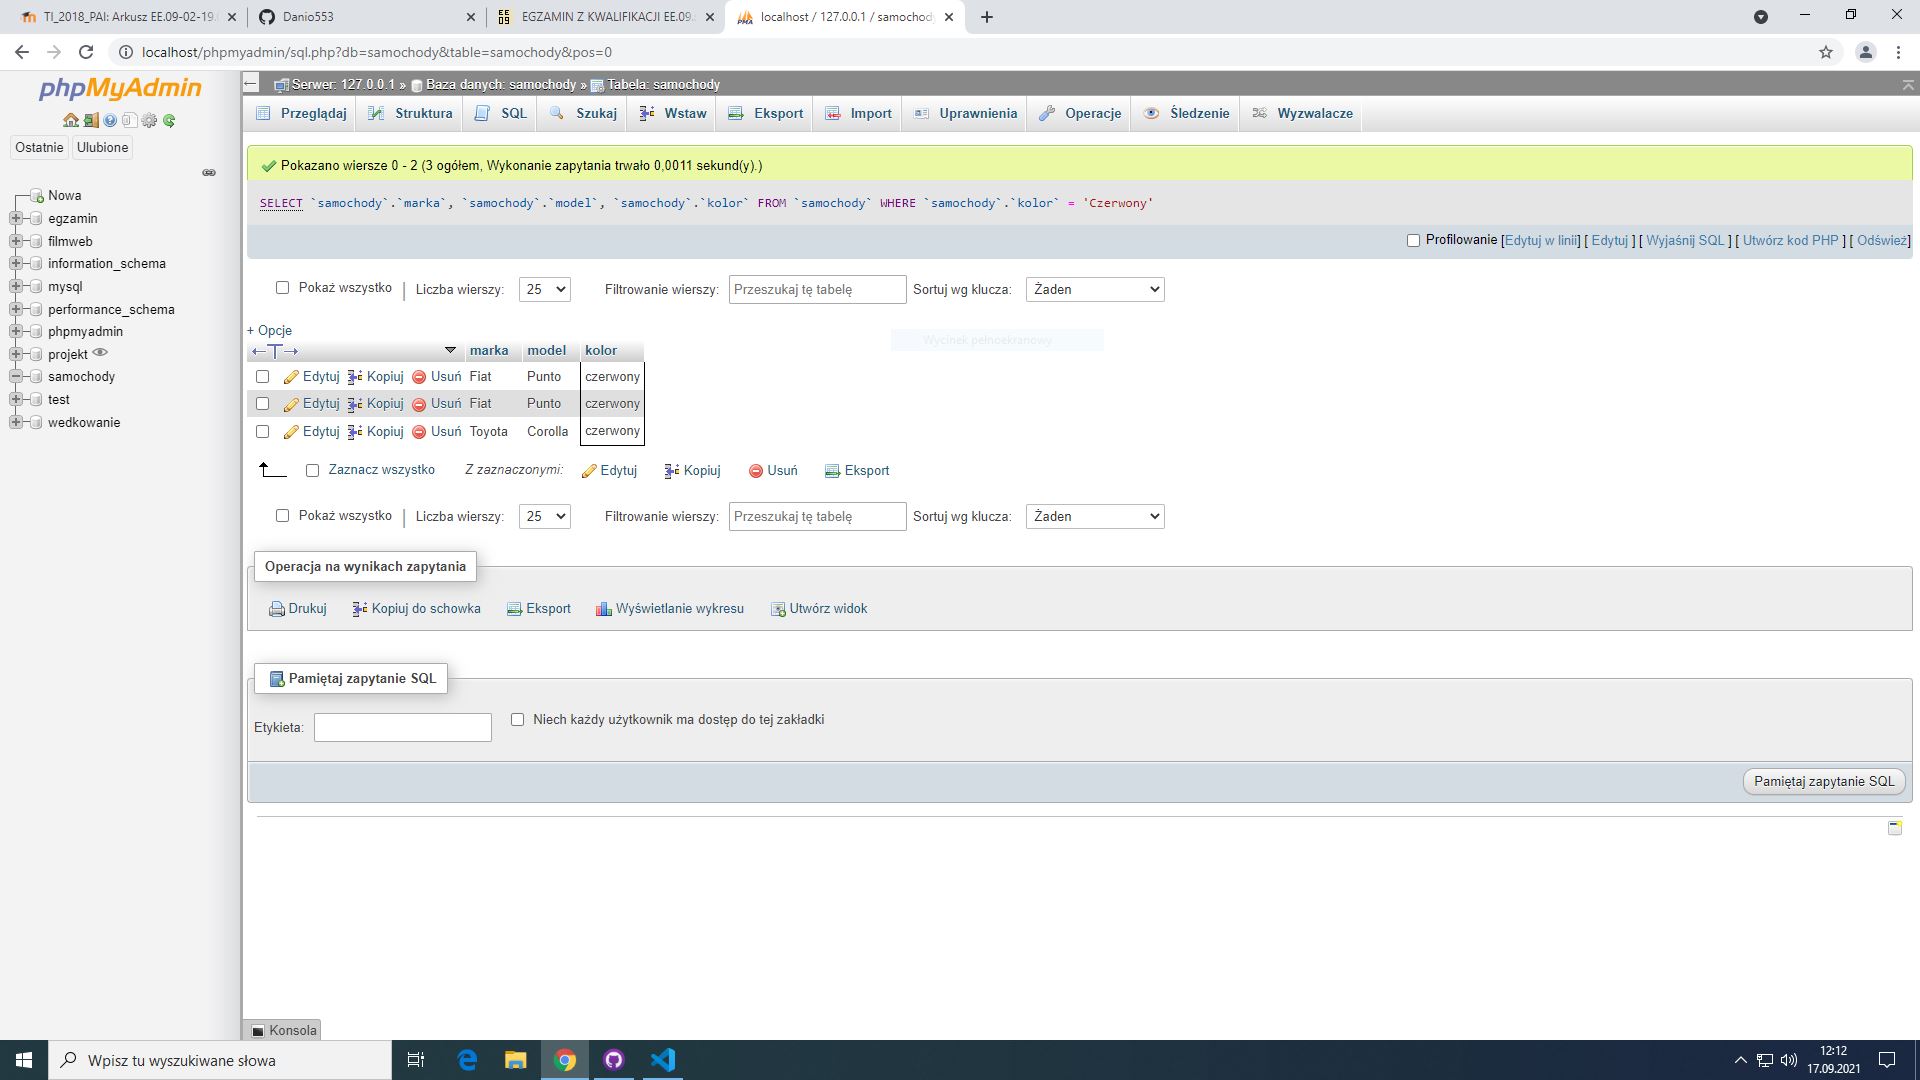 TI_2018_PAI: Arkusz EE.09-02-19.0
Danio553
EGZAMIN Z KWALIFIKACJI EE.09.s
localhost / 127.0.0.1 / samochody
localhost/phpmyadmin/sql.php?db=samochody&table=samochody&pos=0
phpMyAdmin
Serwer: 127.0.0.1 » Baza danych: samochody » Tabela: samochody
Przeglądaj Struktura SQL Szukaj Wstaw Eksport Import Uprawnienia Operacje Śledzenie Wyzwalacze
Ostatnie Ulubione
Nowa
egzamin
filmweb
information_schema
mysql
performance_schema
phpmyadmin
projekt
samochody
test
wedkowanie
Pokazano wiersze 0 - 2 (3 ogółem, Wykonanie zapytania trwało 0,0011 sekund(y).)
SELECT `samochody`.`marka`, `samochody`.`model`, `samochody`.`kolor` FROM `samochody` WHERE `samochody`.`kolor` = 'Czerwony'
Profilowanie [Edytuj w linii] [ Edytuj ] [ Wyjaśnij SQL ] [ Utwórz kod PHP ] [ Odśwież]
Pokaż wszystko | Liczba wierszy: 25 Filtrowanie wierszy: Przeszukaj tę tabelę Sortuj wg klucza: Żaden
+ Opcje
Wycinek pełnoekranowy
←T→ marka model kolor
Edytuj Kopiuj Usuń Fiat Punto czerwony
Edytuj Kopiuj Usuń Fiat Punto czerwony
Edytuj Kopiuj Usuń Toyota Corolla czerwony
Zaznacz wszystko Z zaznaczonymi: Edytuj Kopiuj Usuń Eksport
Pokaż wszystko | Liczba wierszy: 25 Filtrowanie wierszy: Przeszukaj tę tabelę Sortuj wg klucza: Żaden
Operacja na wynikach zapytania
Drukuj Kopiuj do schowka Eksport Wyświetlanie wykresu Utwórz widok
Pamiętaj zapytanie SQL
Etykieta: Niech każdy użytkownik ma dostęp do tej zakładki
Pamiętaj zapytanie SQL
Konsola
Wpisz tu wyszukiwane słowa
12:12
17.09.2021